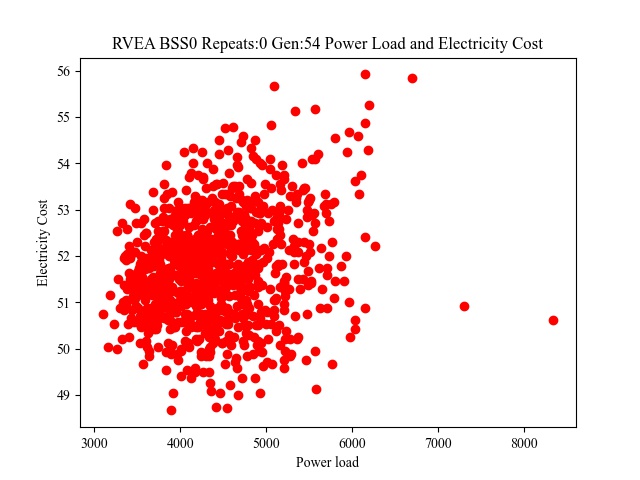 RVEA BSS0 Repeats:0 Gen:54 Power Load and Electricity Cost
56
55
54
53
52
51
50
49
Electricity Cost
3000 4000 5000 6000 7000 8000
Power load